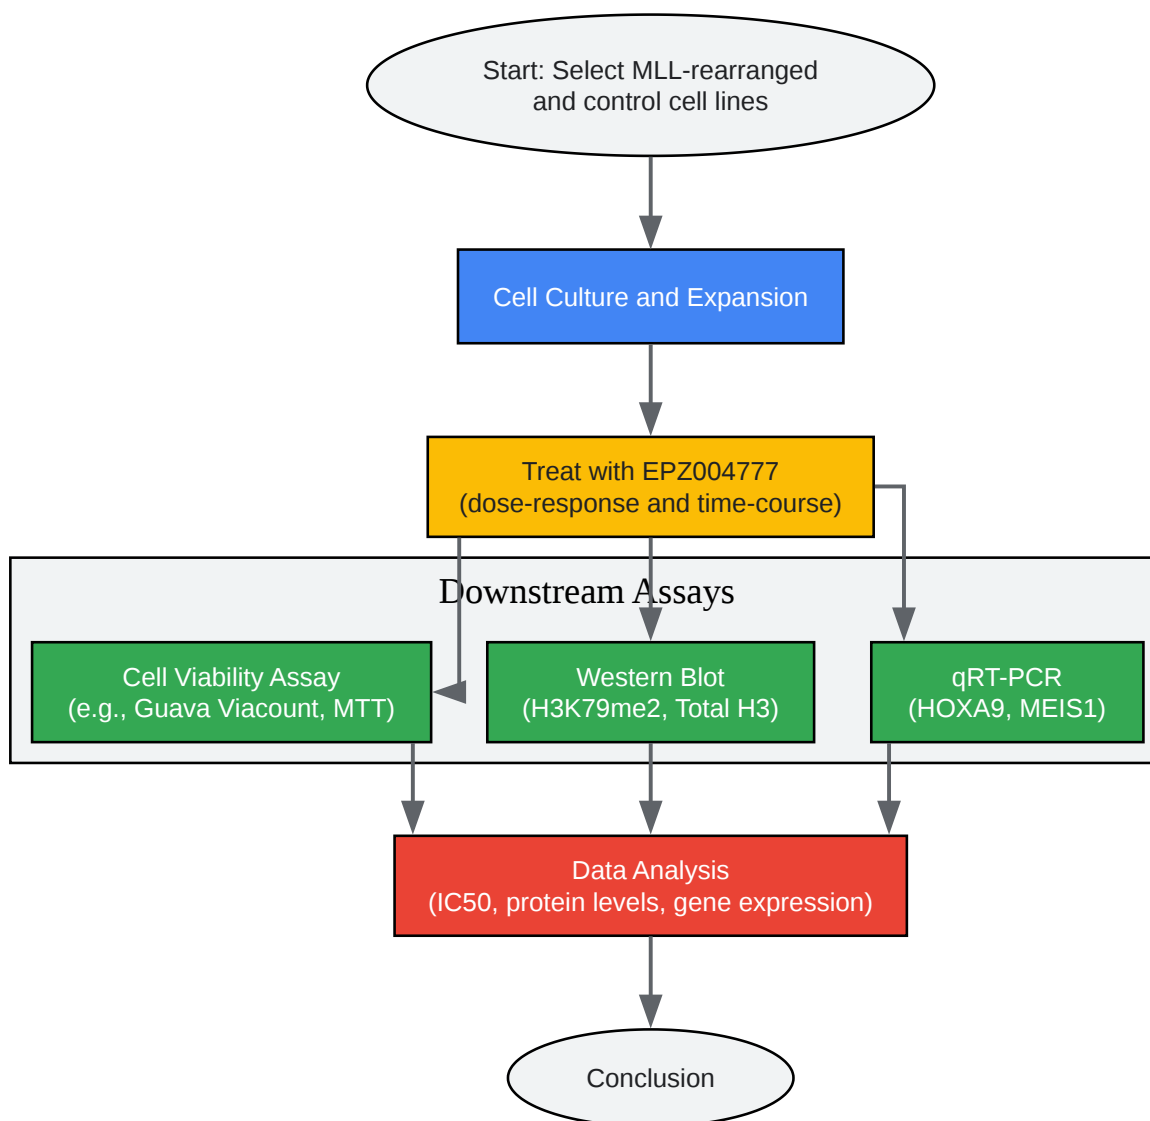 Start: Select MLL-rearranged
and control cell lines
Cell Culture and Expansion
Treat with EPZ004777
(dose-response and time-course)
Downstream Assays
Cell Viability Assay
(e.g., Guava Viacount, MTT)
Western Blot
(H3K79me2, Total H3)
qRT-PCR
(HOXA9, MEIS1)
Data Analysis
(IC50, protein levels, gene expression)
Conclusion